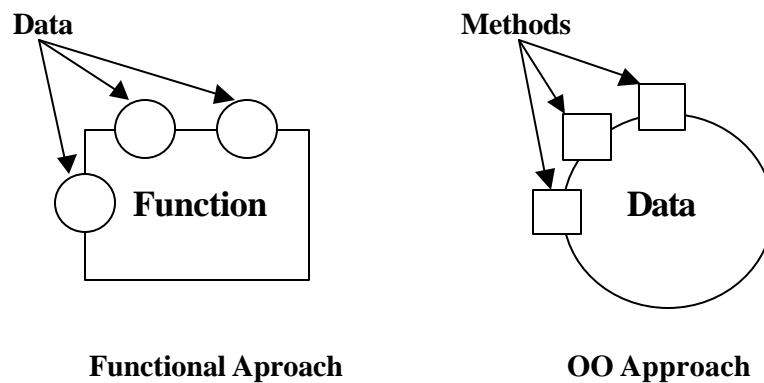 Data
Methods
Function
Data
Functional Aproach
OO Approach